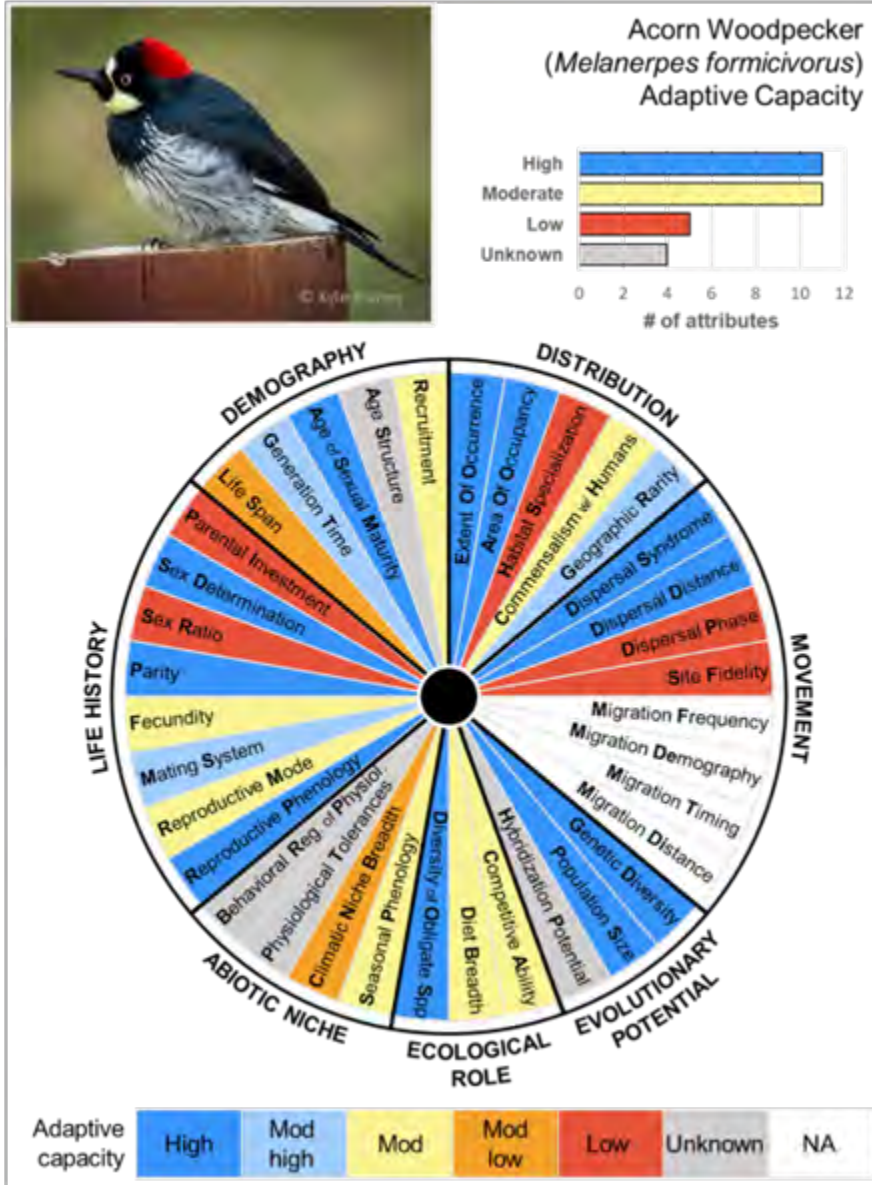 Acorn Woodpecker
(Melanerpes formicivorus)
Adaptive Capacity
High
Moderate
Low
Unknown
0 2 4 6 8 10 12
# of attributes
©
DEMOGRAPHY
DISTRIBUTION
MOVEMENT
EVOLUTIONARY
POTENTIAL
ECOLOGICAL
ROLE
ABIOTIC NICHE
LIFE HISTORY
Extent Of Occurrence
Area Of Occupancy
Habitat Specialization
Commensalism w/ Humans
Geographic Rarity
Dispersal Syndrome
Dispersal Distance
Dispersal Phase
Site Fidelity
Migration Frequency
Migration Demography
Migration Timing
Migration Distance
Genetic Diversity
Population Size
Hybridization Potential
Competitive Ability
Diet Breadth
Diversity of Obligate Spp
Seasonal Phenology
Climatic Niche Breadth
Physiological Tolerances
Behavioral Reg. of Physiol.
Reproductive Phenology
Reproductive Mode
Mating System
Fecundity
Parity
Sex Ratio
Sex Determination
Parental Investment
Life Span
Generation Time
Age of Sexual Maturity
Age Structure
Recruitment
Adaptive
capacity
High
Mod
high
Mod
Mod
low
Low
Unknown
NA